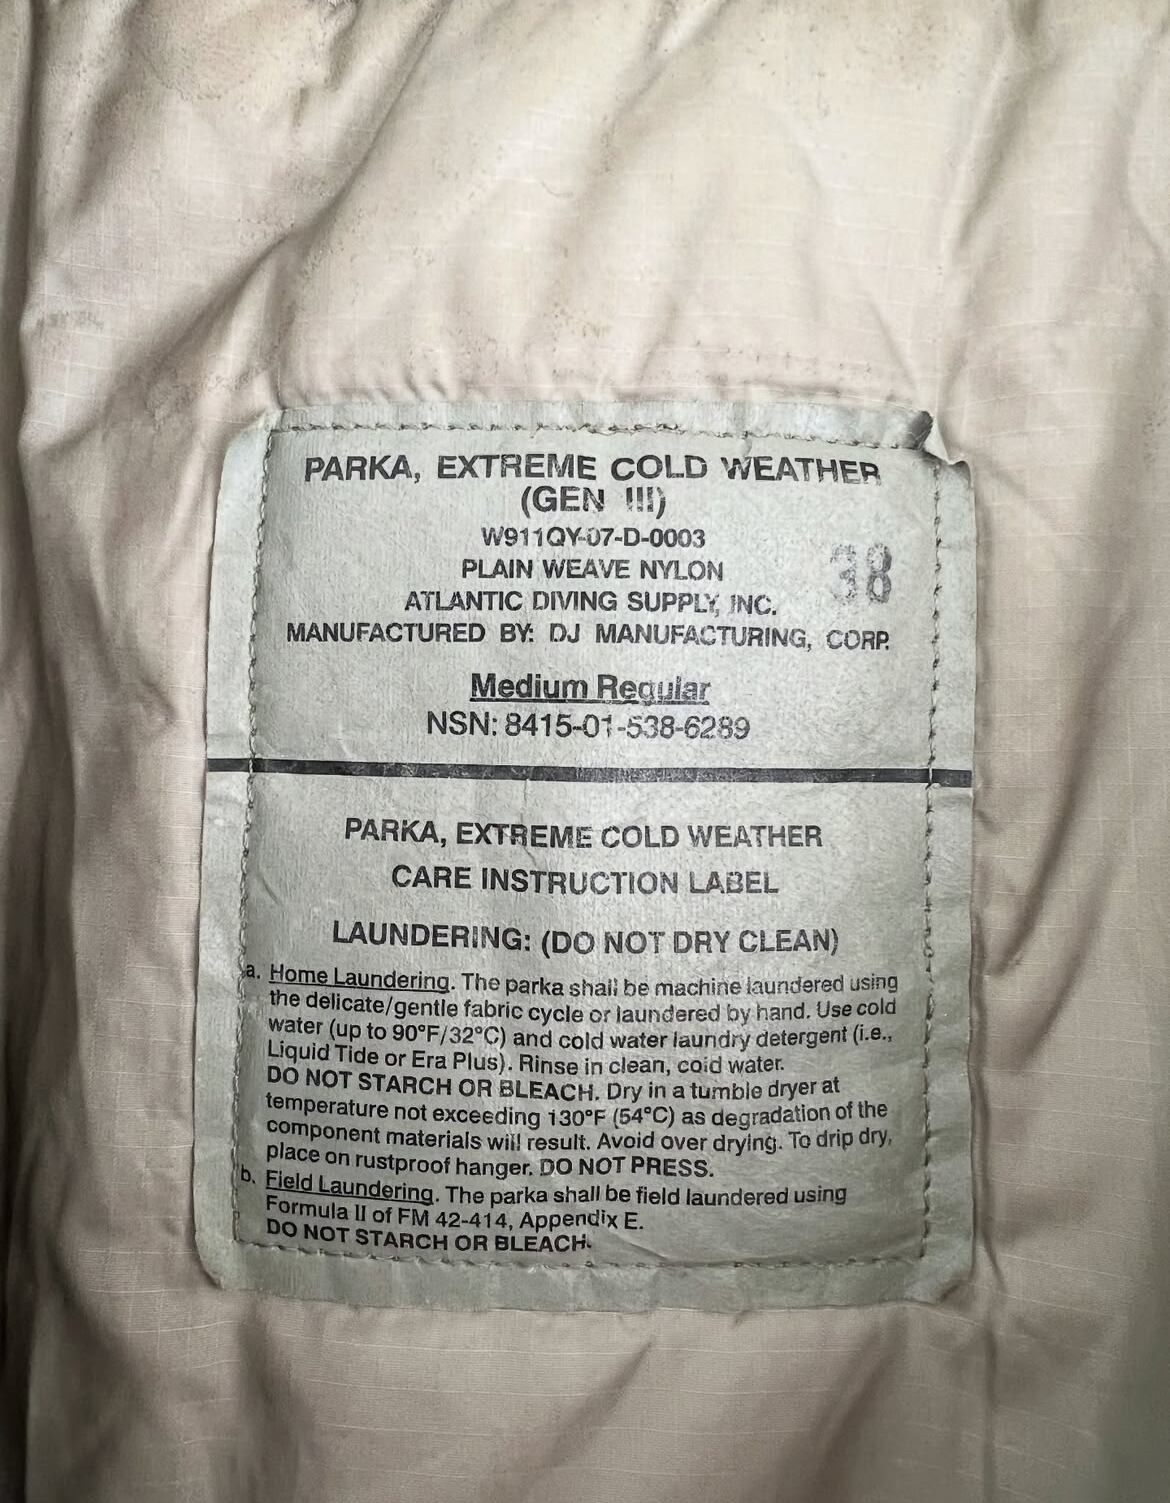 PARKA, EXTREME COLD WEATHER
(GEN III)
W911QY-07-D-0003
PLAIN WEAVE NYLON
38
ATLANTIC DIVING SUPPLY, INC.
MANUFACTURED BY: DJ MANUFACTURING, CORP.
Medium Regular
NSN: 8415-01-538-6289
PARKA, EXTREME COLD WEATHER
CARE INSTRUCTION LABEL
LAUNDERING: (DO NOT DRY CLEAN)
a. Home Laundering. The parka shall be machine laundered using
the delicate/gentle fabric cycle or laundered by hand. Use cold
water (up to 90°F/32°C) and cold water laundry detergent (i.e.,
Liquid Tide or Era Plus). Rinse in clean, cold water.
DO NOT STARCH OR BLEACH. Dry in a tumble dryer at
temperature not exceeding 130°F (54°C) as degradation of the
component materials will result. Avoid over drying. To drip dry,
place on rustproof hanger. DO NOT PRESS.
b. Field Laundering. The parka shall be field laundered using
Formula II of FM 42-414, Appendix E.
DO NOT STARCH OR BLEACH.